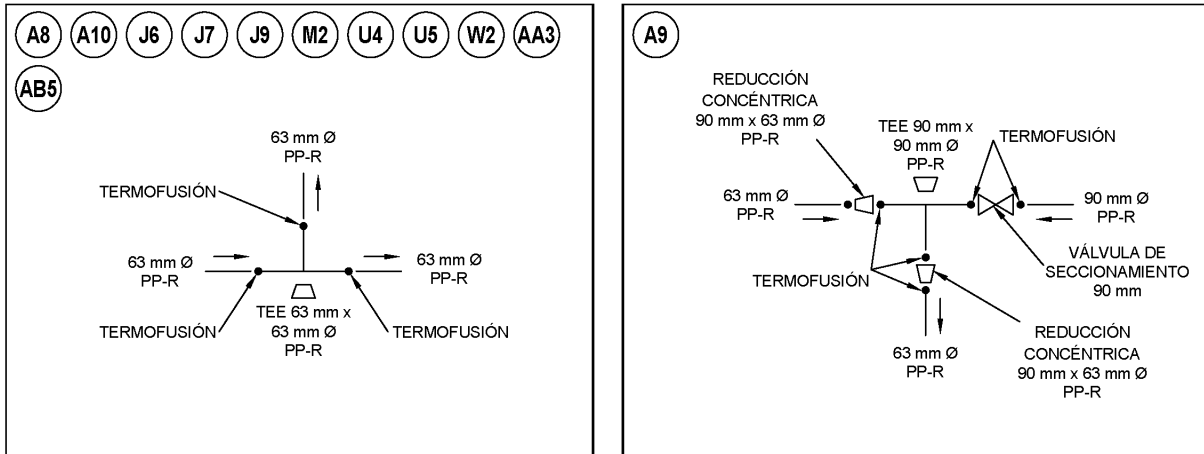 A8 A10 J6 J7 J9 M2 U4 U5 W2 AA3
AB5
63 mm Ø
PP-R
TERMOFUSIÓN
63 mm Ø
PP-R
63 mm Ø
PP-R
TERMOFUSIÓN
TEE 63 mm x
63 mm Ø
PP-R
TERMOFUSIÓN
A9
REDUCCIÓN
CONCÉNTRICA
90 mm x 63 mm Ø
PP-R
TEE 90 mm x
90 mm Ø
PP-R
TERMOFUSIÓN
63 mm Ø
PP-R
90 mm Ø
PP-R
VÁLVULA DE
SECCIONAMIENTO
90 mm
TERMOFUSIÓN
63 mm Ø
PP-R
REDUCCIÓN
CONCÉNTRICA
90 mm x 63 mm Ø
PP-R